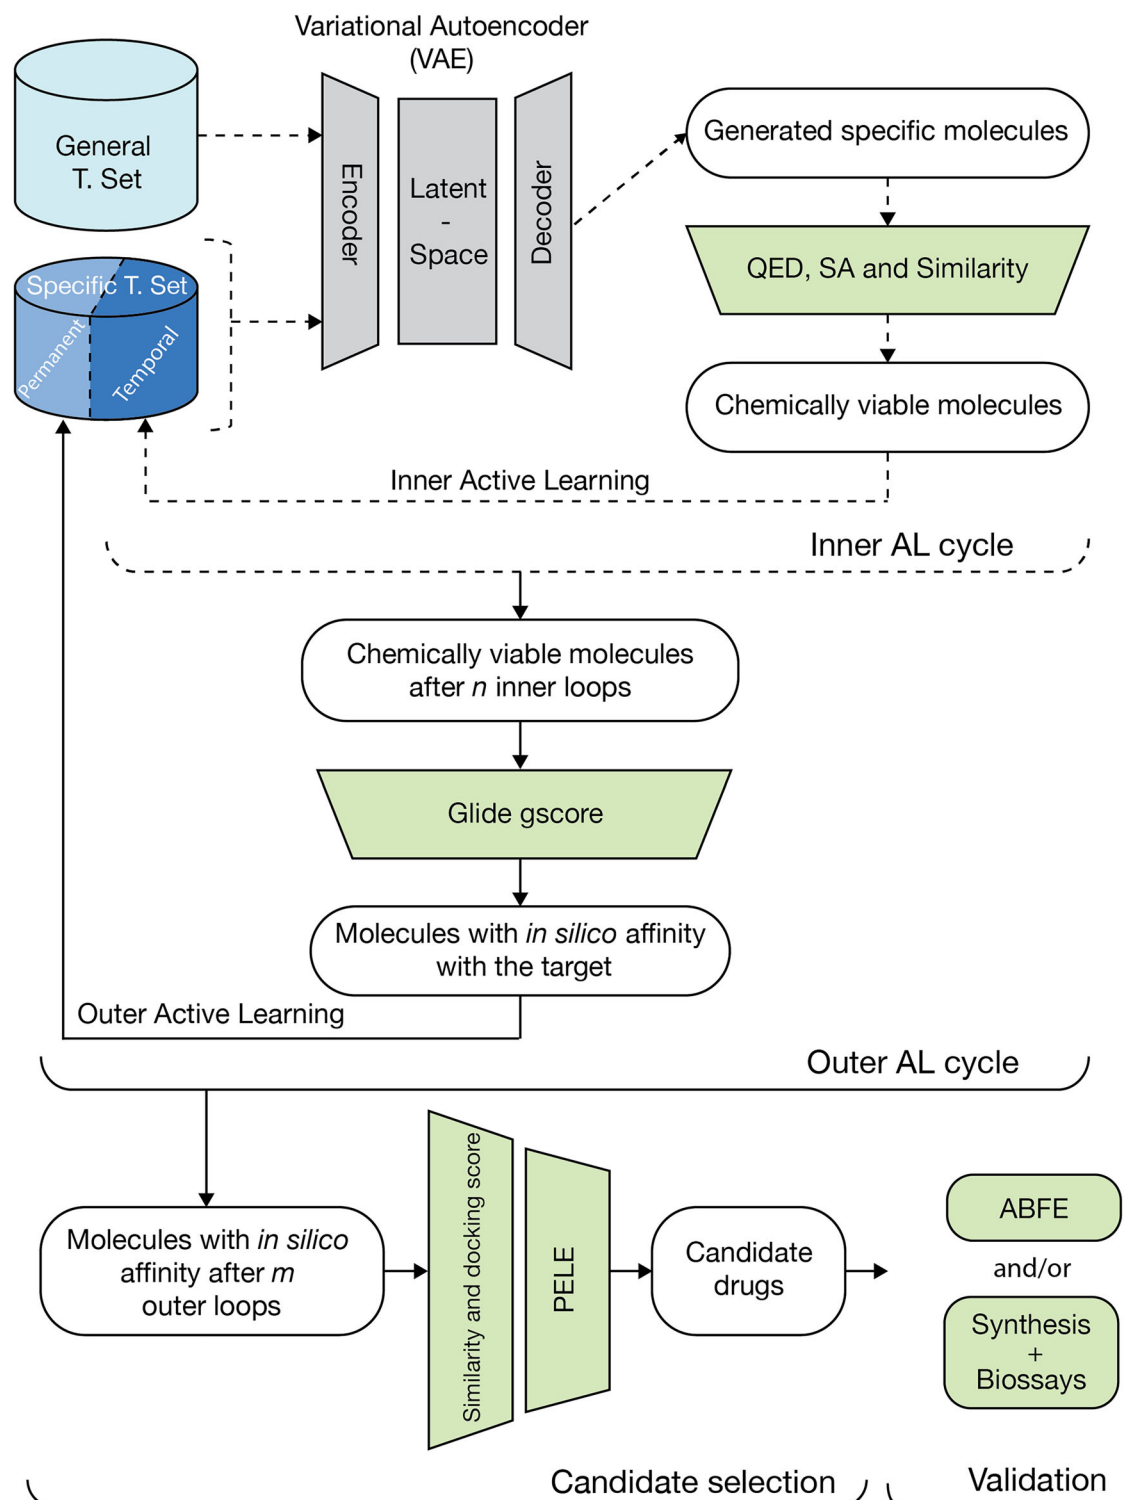 Variational Autoencoder
(VAE)
General
T. Set
Specific T. Set
Permanent
Temporal
Encoder
Latent
-
Space
Decoder
Generated specific molecules
QED, SA and Similarity
Chemically viable molecules
Inner Active Learning
Inner AL cycle
Chemically viable molecules
after n inner loops
Glide gscore
Molecules with in silico affinity
with the target
Outer Active Learning
Outer AL cycle
Molecules with in silico
affinity after m
outer loops
Similarity and docking score
PELE
Candidate
drugs
ABFE
and/or
Synthesis
+
Biossays
Candidate selection
Validation